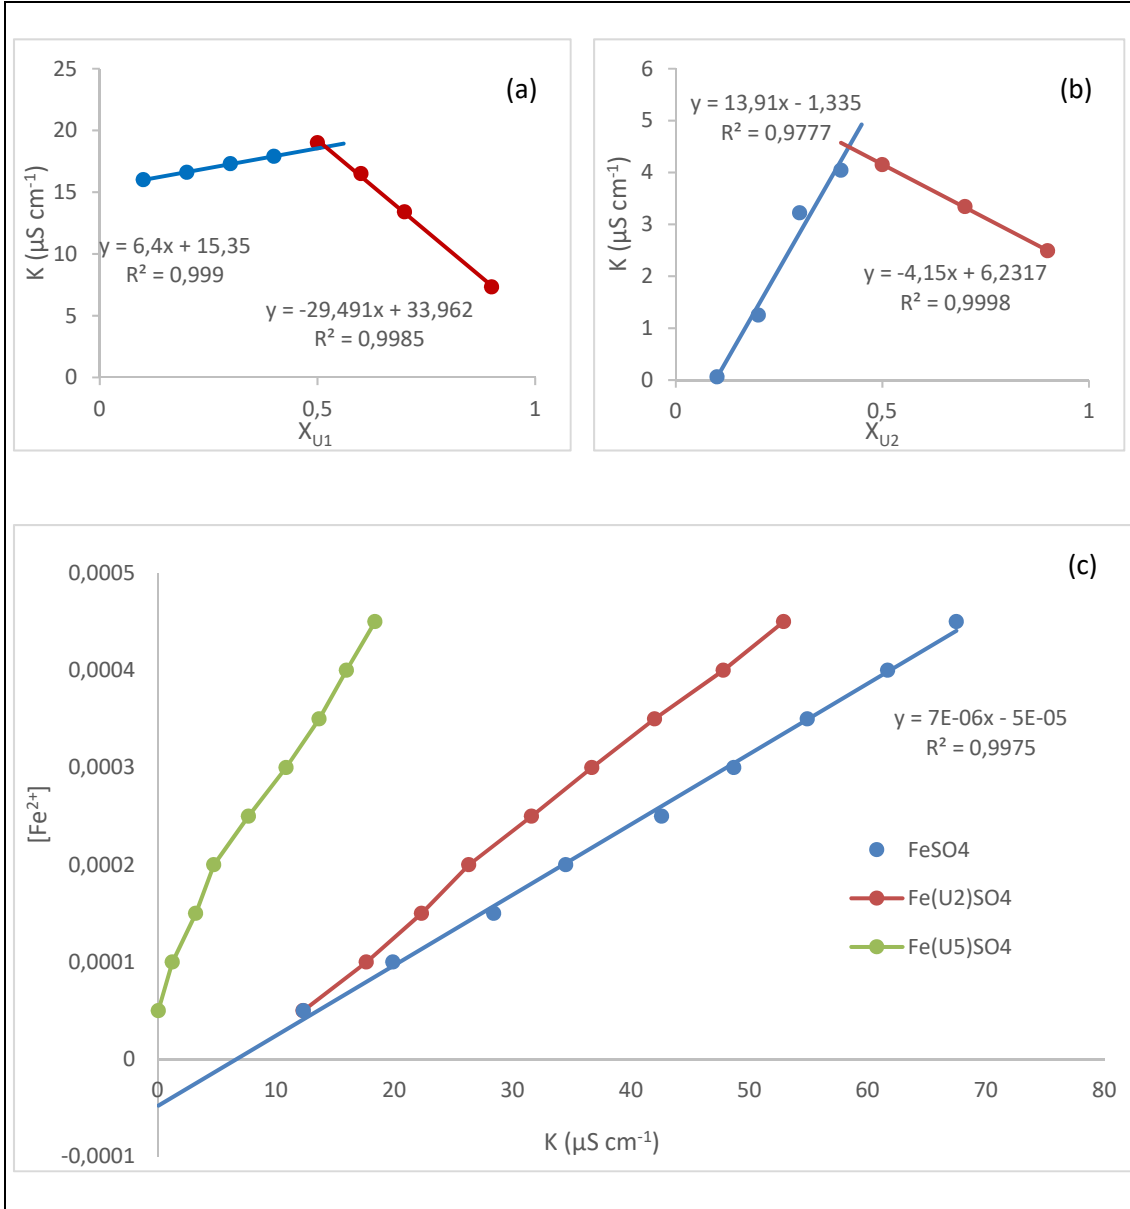 (a)
25
20
15
10
5
0
K (µS cm⁻¹)
y = 6,4x + 15,35
R² = 0,999
y = -29,491x + 33,962
R² = 0,9985
0
0,5
1
X_U1
(b)
6
5
4
3
2
1
0
K (µS cm⁻¹)
y = 13,91x - 1,335
R² = 0,9777
y = -4,15x + 6,2317
R² = 0,9998
0
0,5
1
X_U2
(c)
0,0005
0,0004
0,0003
0,0002
0,0001
0
-0,0001
[Fe²⁺]
y = 7E-06x - 5E-05
R² = 0,9975
FeSO4
Fe(U2)SO4
Fe(U5)SO4
0
10
20
30
40
50
60
70
80
K (µS cm⁻¹)